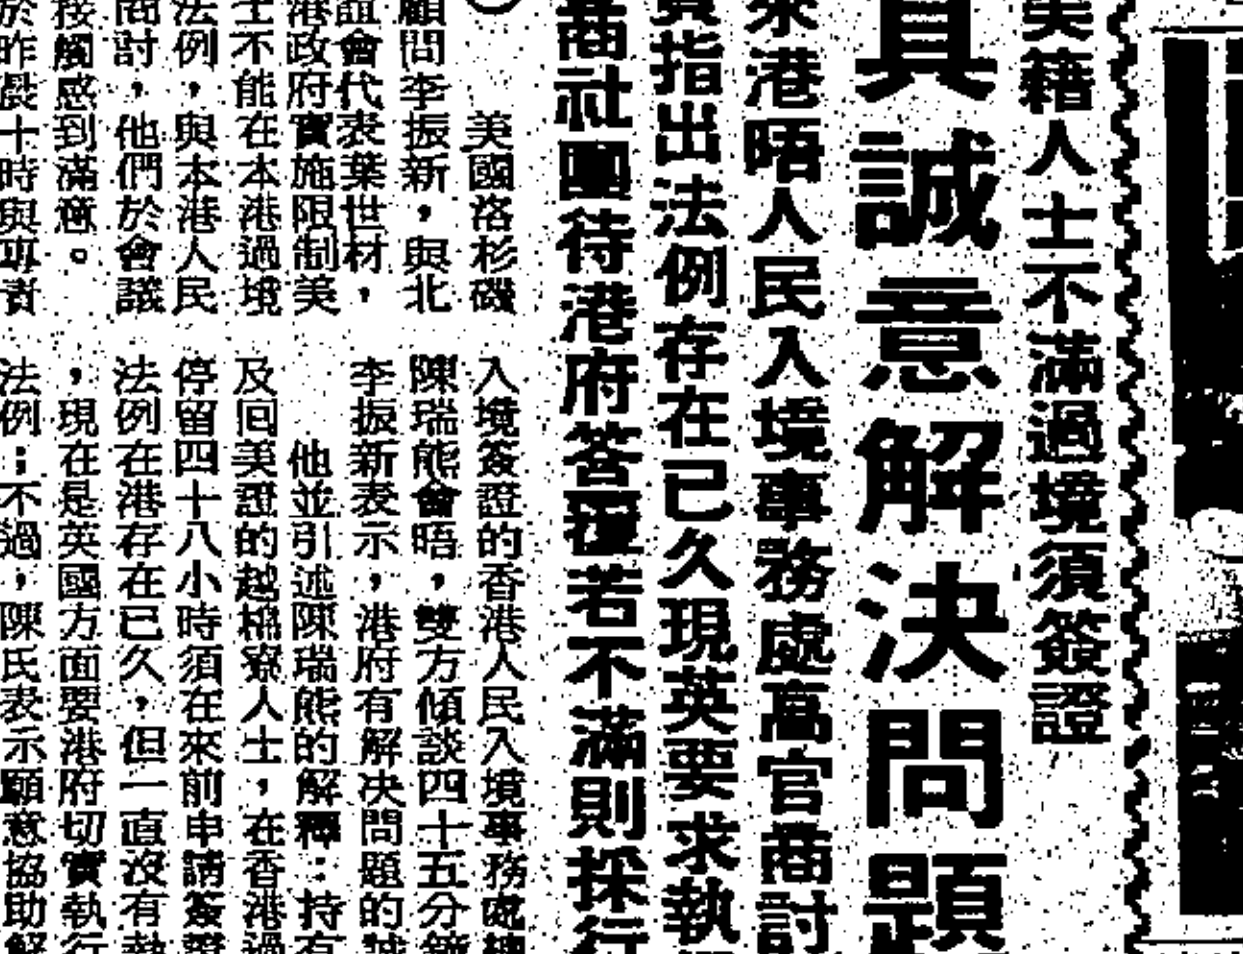 美籍人士不滿過境須簽證
誠意解決問題
來港晤人民入境事務處高官商討
指出法例存在已久現英要求執
商社團待港府答覆若不滿則採行
美國洛杉磯
顧問李振新，與北
誼會代表葉世材，
港政府實施限制美
士不能在本港過境
法例，與本港人民
商討，他們於會議
接觸感到滿意。
於昨晨十時與專責
入境簽證的香港人民入境事務處總
陳瑞熊會晤，雙方傾談四十五分鐘
李振新表示，港府有解決問題的誠
他並引述陳瑞熊的解釋：持有
及回美證的越棉寮人士，在香港過
停留四十八小時須在來前申請簽證
法例在港存在已久，但一直沒有執
，現在是英國方面要港府切實執行
法例；不過，陳氏表示願意協助解